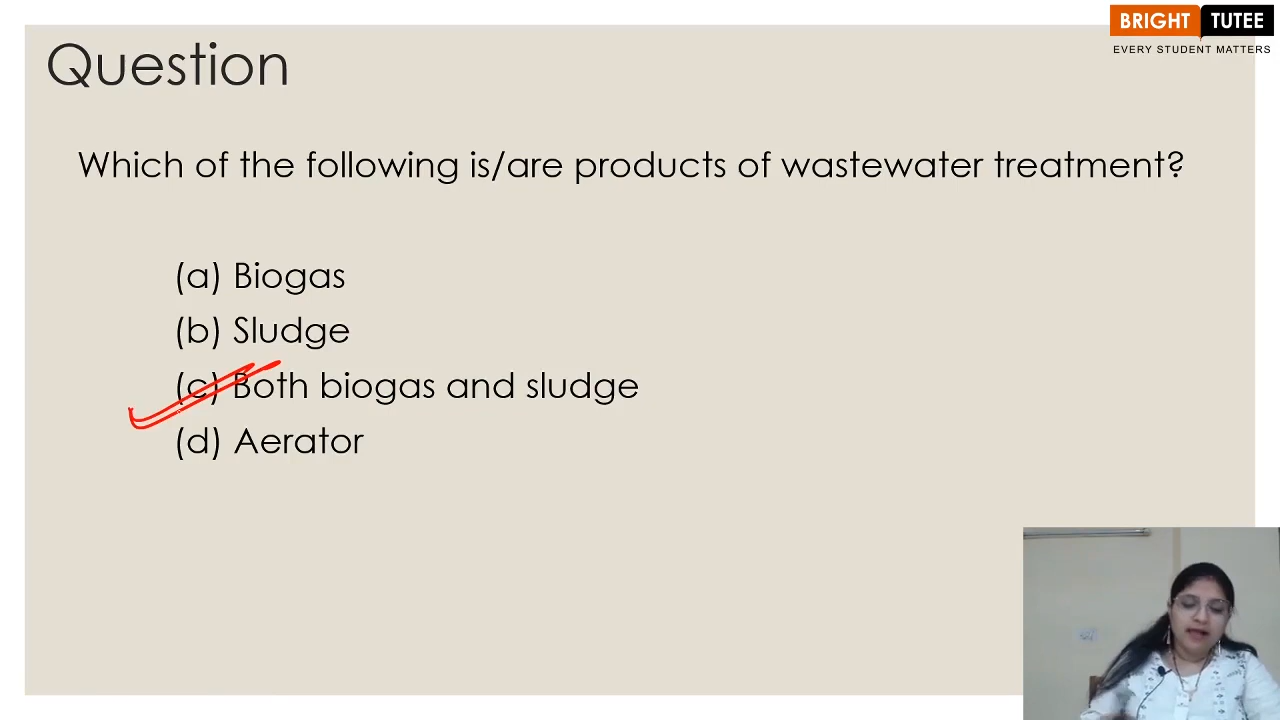 BRIGHT TUTEE
EVERY STUDENT MATTERS
Question
Which of the following is/are products of wastewater treatment?
(a) Biogas
(b) Sludge
(c) Both biogas and sludge
(d) Aerator